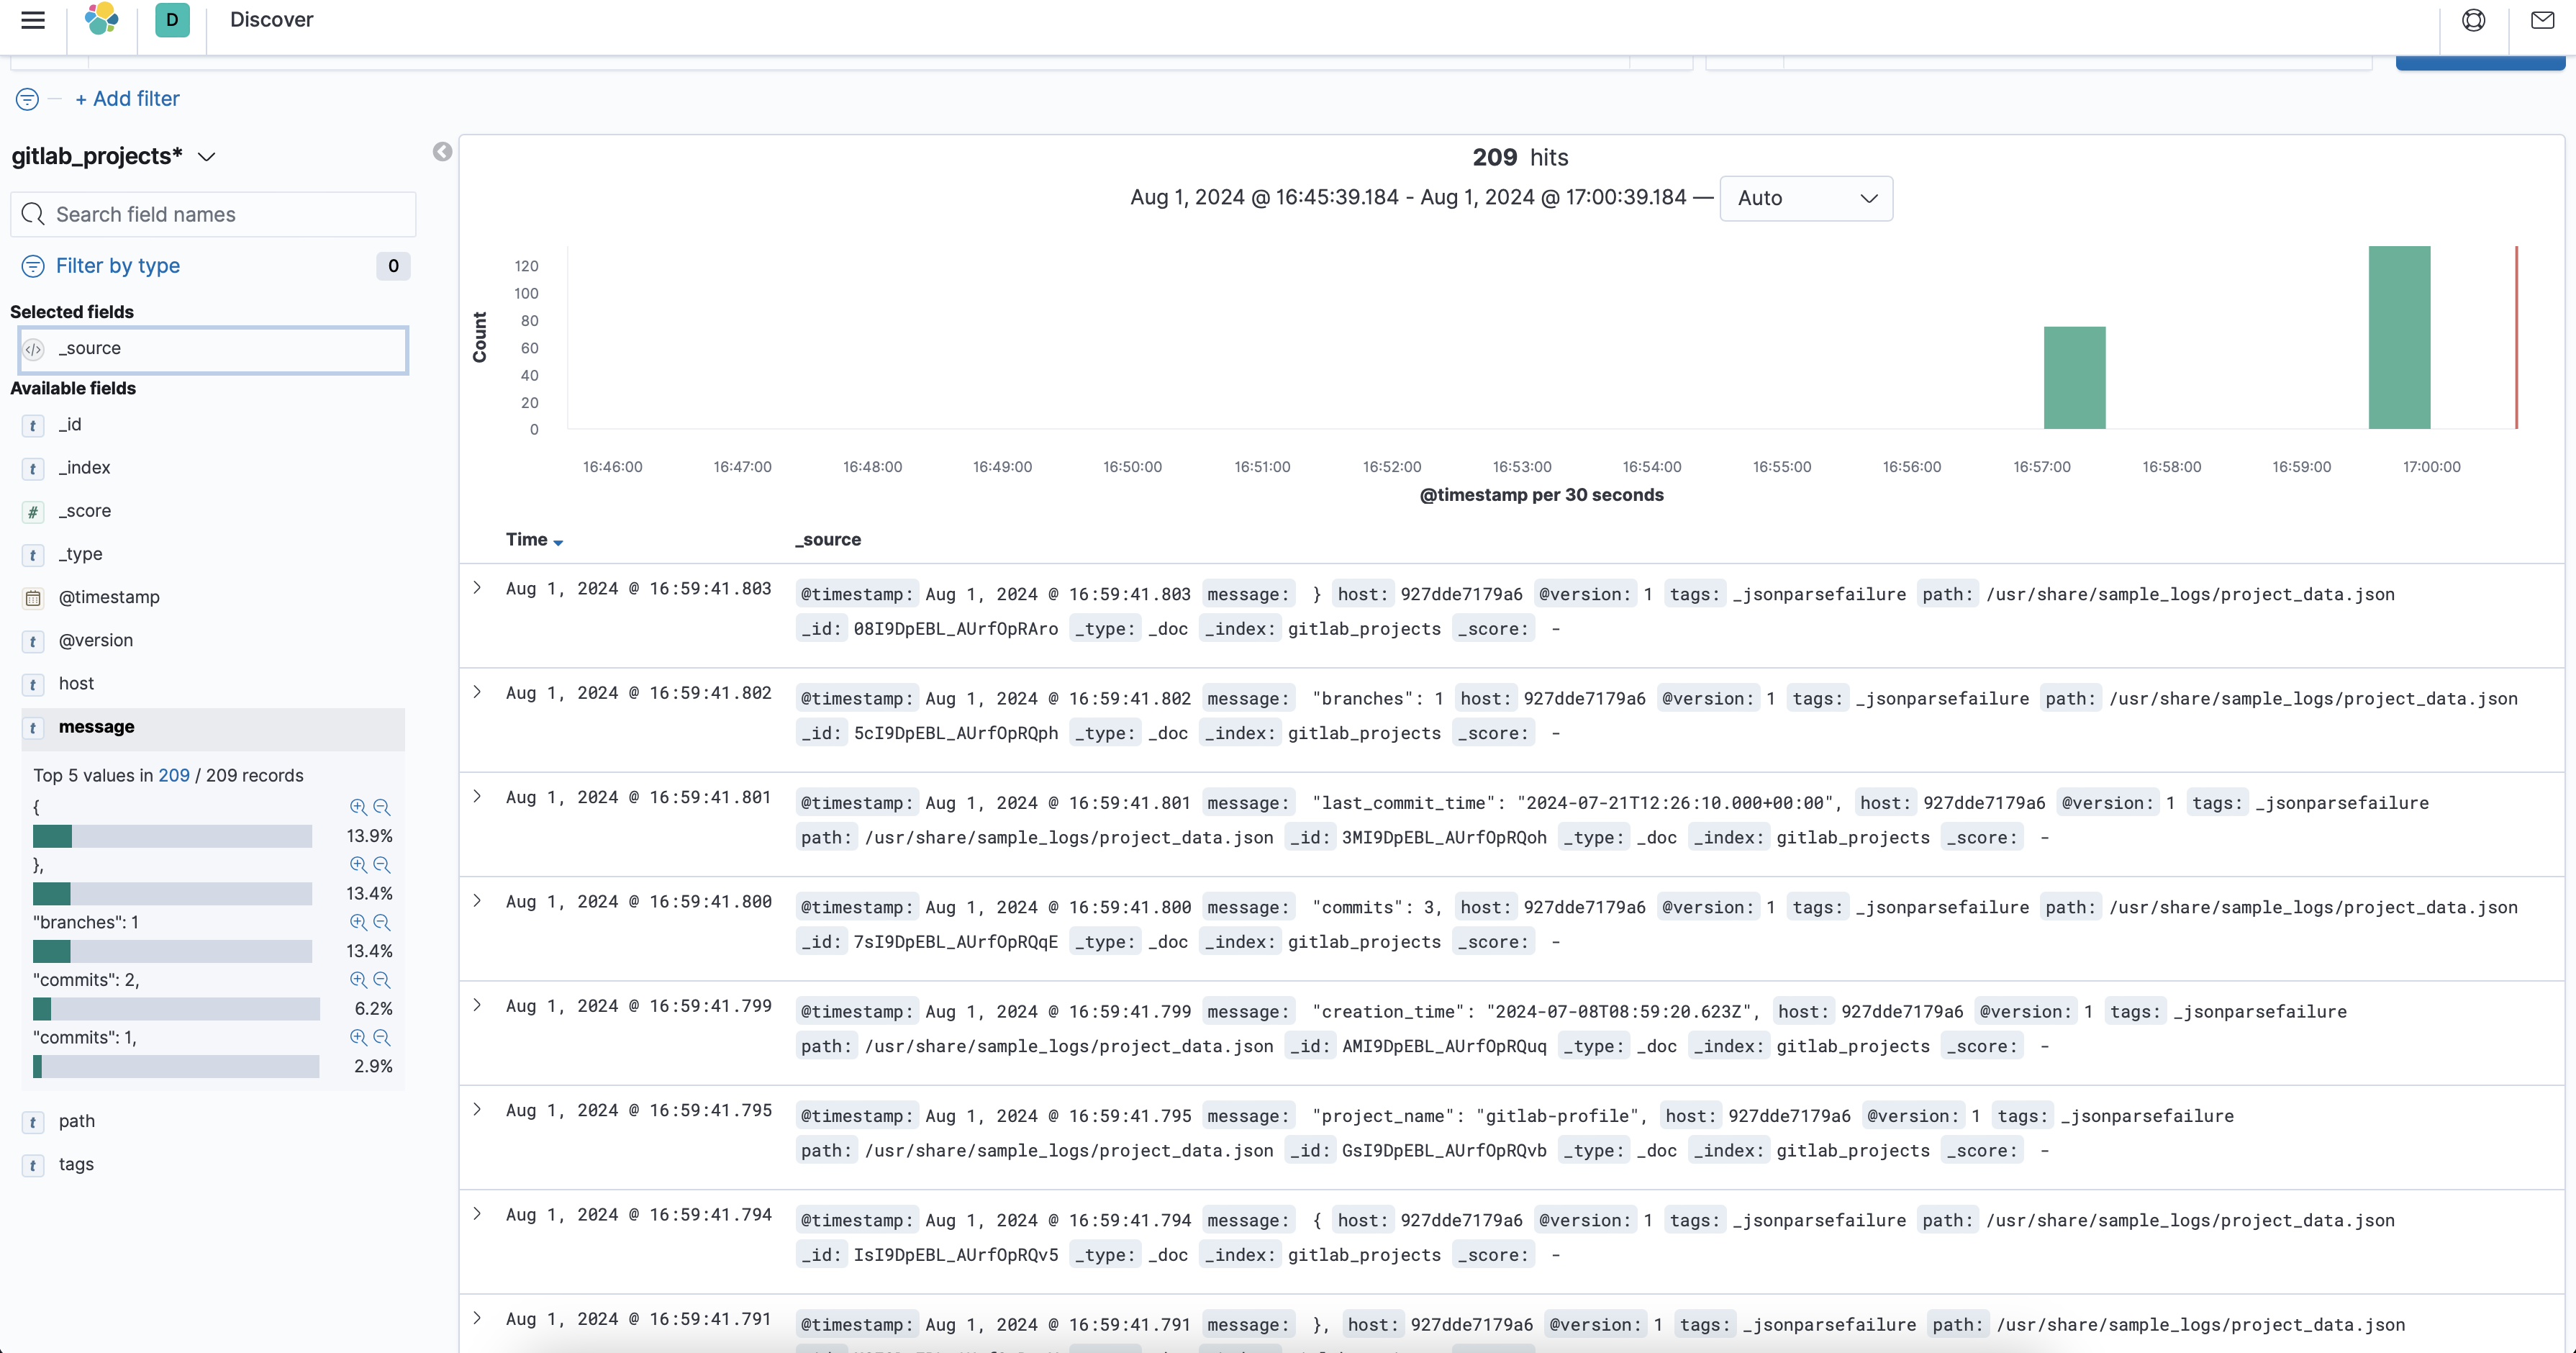 D Discover
+ Add filter
gitlab_projects*
Search field names
Filter by type 0
Selected fields
_source
Available fields
t _id
t _index
# _score
t _type
@timestamp
t @version
t host
t message
Top 5 values in 209 / 209 records
{
13.9%
},
13.4%
"branches": 1
13.4%
"commits": 2,
6.2%
"commits": 1,
2.9%
t path
t tags
209 hits
Aug 1, 2024 @ 16:45:39.184 - Aug 1, 2024 @ 17:00:39.184 — Auto
Count
120
100
80
60
40
20
0
16:46:00 16:47:00 16:48:00 16:49:00 16:50:00 16:51:00 16:52:00 16:53:00 16:54:00 16:55:00 16:56:00 16:57:00 16:58:00 16:59:00 17:00:00
@timestamp per 30 seconds
Time _source
Aug 1, 2024 @ 16:59:41.803 @timestamp: Aug 1, 2024 @ 16:59:41.803 message: } host: 927dde7179a6 @version: 1 tags: _jsonparsefailure path: /usr/share/sample_logs/project_data.json
_id: 08I9DpEBL_AUrfOpRAro _type: _doc _index: gitlab_projects _score: -
Aug 1, 2024 @ 16:59:41.802 @timestamp: Aug 1, 2024 @ 16:59:41.802 message: "branches": 1 host: 927dde7179a6 @version: 1 tags: _jsonparsefailure path: /usr/share/sample_logs/project_data.json
_id: 5cI9DpEBL_AUrfOpRQph _type: _doc _index: gitlab_projects _score: -
Aug 1, 2024 @ 16:59:41.801 @timestamp: Aug 1, 2024 @ 16:59:41.801 message: "last_commit_time": "2024-07-21T12:26:10.000+00:00", host: 927dde7179a6 @version: 1 tags: _jsonparsefailure
path: /usr/share/sample_logs/project_data.json _id: 3MI9DpEBL_AUrfOpRQoh _type: _doc _index: gitlab_projects _score: -
Aug 1, 2024 @ 16:59:41.800 @timestamp: Aug 1, 2024 @ 16:59:41.800 message: "commits": 3, host: 927dde7179a6 @version: 1 tags: _jsonparsefailure path: /usr/share/sample_logs/project_data.json
_id: 7sI9DpEBL_AUrfOpRQqE _type: _doc _index: gitlab_projects _score: -
Aug 1, 2024 @ 16:59:41.799 @timestamp: Aug 1, 2024 @ 16:59:41.799 message: "creation_time": "2024-07-08T08:59:20.623Z", host: 927dde7179a6 @version: 1 tags: _jsonparsefailure
path: /usr/share/sample_logs/project_data.json _id: AMI9DpEBL_AUrfOpRQuq _type: _doc _index: gitlab_projects _score: -
Aug 1, 2024 @ 16:59:41.795 @timestamp: Aug 1, 2024 @ 16:59:41.795 message: "project_name": "gitlab-profile", host: 927dde7179a6 @version: 1 tags: _jsonparsefailure
path: /usr/share/sample_logs/project_data.json _id: GsI9DpEBL_AUrfOpRQvb _type: _doc _index: gitlab_projects _score: -
Aug 1, 2024 @ 16:59:41.794 @timestamp: Aug 1, 2024 @ 16:59:41.794 message: { host: 927dde7179a6 @version: 1 tags: _jsonparsefailure path: /usr/share/sample_logs/project_data.json
_id: IsI9DpEBL_AUrfOpRQv5 _type: _doc _index: gitlab_projects _score: -
Aug 1, 2024 @ 16:59:41.791 @timestamp: Aug 1, 2024 @ 16:59:41.791 message: }, host: 927dde7179a6 @version: 1 tags: _jsonparsefailure path: /usr/share/sample_logs/project_data.json